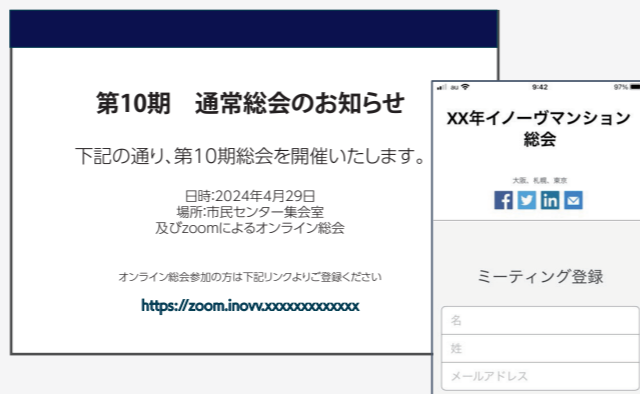 第10期　通常総会のお知らせ
下記の通り、第10期総会を開催いたします。
日時:2024年4月29日
場所:市民センター集会室
及びzoomによるオンライン総会
オンライン総会参加の方は下記リンクよりご登録ください
https://zoom.inovv.xxxxxxxxxxxxx
au 9:42 97%
XX年イノーヴマンション
総会
大阪、札幌、東京
ミーティング登録
名
姓
メールアドレス